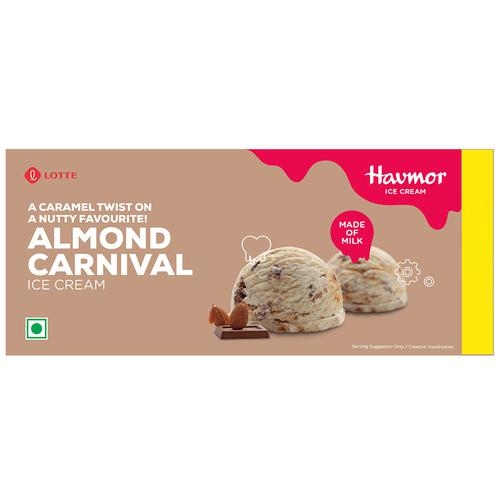 LOTTE
Havmor
ICE CREAM
A CARAMEL TWIST ON
A NUTTY FAVOURITE!
ALMOND
CARNIVAL
ICE CREAM
MADE
OF
MILK
Serving Suggestion Only / Creative Visualization